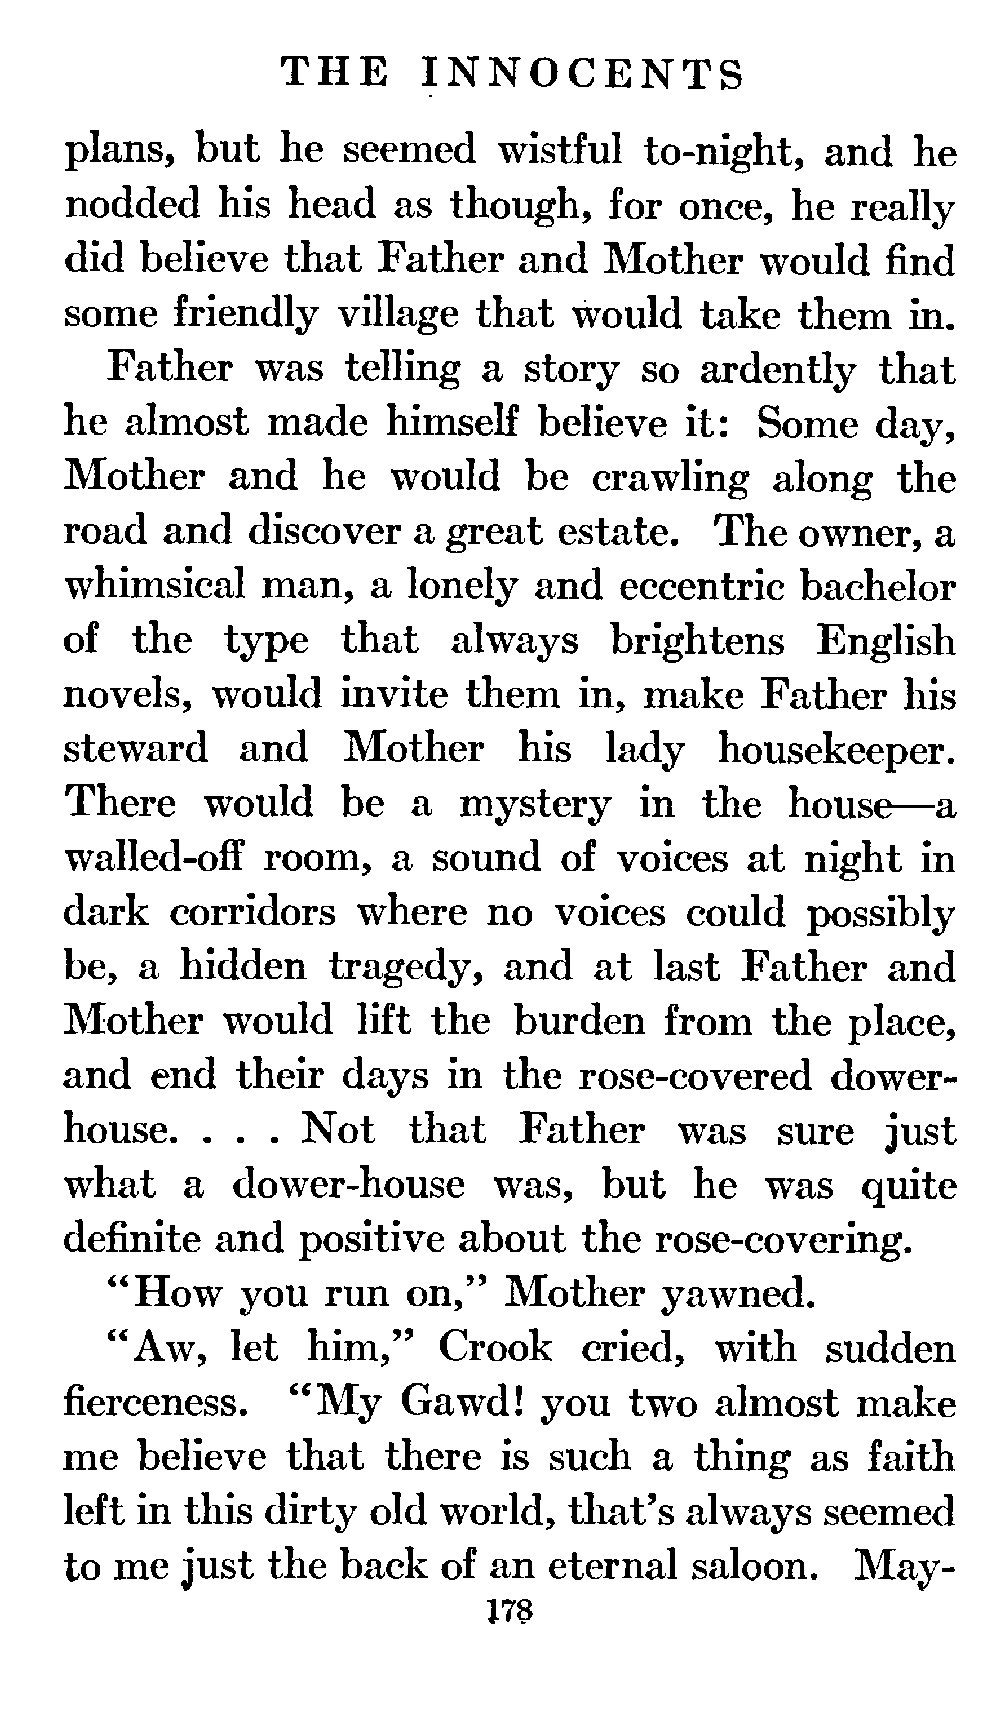 THE INNOCENTS
plans, but he seemed wistful to-night, and he
nodded his head as though, for once, he really
did believe that Father and Mother would find
some friendly village that would take them in.
Father was telling a story so ardently that
he almost made himself believe it: Some day,
Mother and he would be crawling along the
road and discover a great estate. The owner, a
whimsical man, a lonely and eccentric bachelor
of the type that always brightens English
novels, would invite them in, make Father his
steward and Mother his lady housekeeper.
There would be a mystery in the house—a
walled-off room, a sound of voices at night in
dark corridors where no voices could possibly
be, a hidden tragedy, and at last Father and
Mother would lift the burden from the place,
and end their days in the rose-covered dower-
house. . . . Not that Father was sure just
what a dower-house was, but he was quite
definite and positive about the rose-covering.
“How you run on,” Mother yawned.
“Aw, let him,” Crook cried, with sudden
fierceness. “My Gawd! you two almost make
me believe that there is such a thing as faith
left in this dirty old world, that’s always seemed
to me just the back of an eternal saloon. May-
178